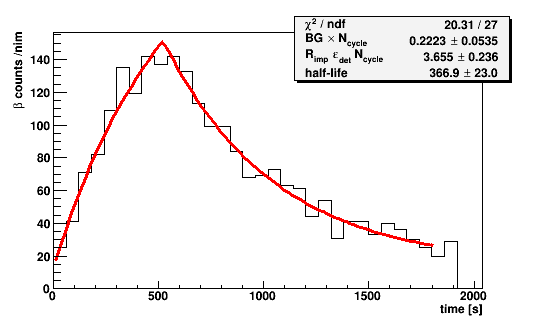 χ² / ndf 20.31 / 27
BG × N_cycle 0.2223 ± 0.0535
R_imp ε_det N_cycle 3.655 ± 0.236
half-life 366.9 ± 23.0
β counts /nim
140
120
100
80
60
40
20
0
0 500 1000 1500 2000
time [s]